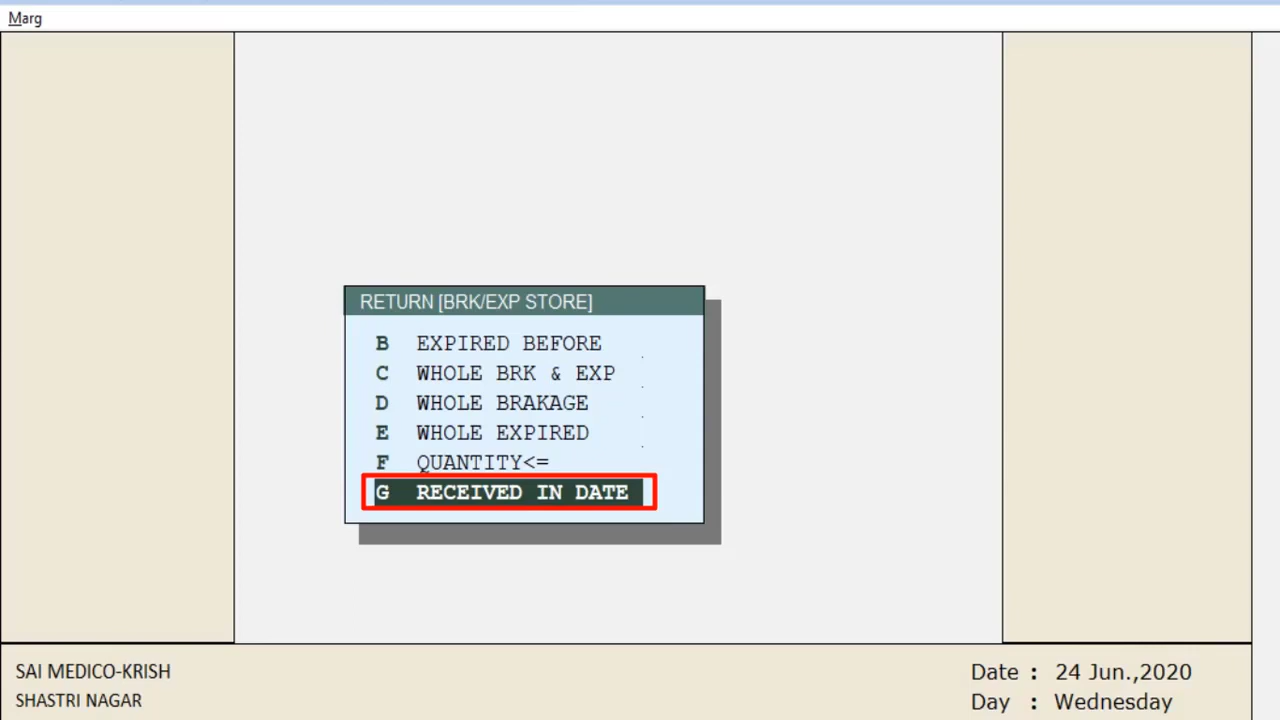 Marg
RETURN [BRK/EXP STORE]
B EXPIRED BEFORE
C WHOLE BRK & EXP
D WHOLE BRAKAGE
E WHOLE EXPIRED
F QUANTITY<=
G RECEIVED IN DATE
SAI MEDICO-KRISH
SHASTRI NAGAR
Date : 24 Jun.,2020
Day : Wednesday